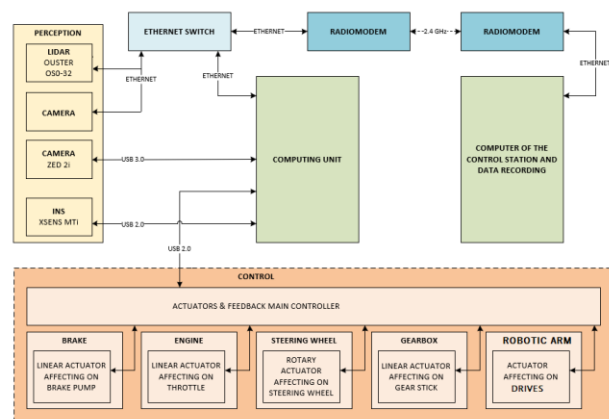 PERCEPTION
LIDAR
OUSTER
OS0-32
CAMERA
CAMERA
ZED 2i
INS
XSENS MTi
ETHERNET SWITCH
ETHERNET
RADIOMODEM
2.4 GHz
RADIOMODEM
ETHERNET
ETHERNET
ETHERNET
USB 3.0
USB 2.0
USB 2.0
COMPUTING UNIT
COMPUTER OF THE
CONTROL STATION AND
DATA RECORDING
CONTROL
ACTUATORS & FEEDBACK MAIN CONTROLLER
BRAKE
LINEAR ACTUATOR
AFFECTING ON
BRAKE PUMP
ENGINE
LINEAR ACTUATOR
AFFECTING ON
THROTTLE
STEERING WHEEL
ROTARY
ACTUATOR
AFFECTING ON
STEERING WHEEL
GEARBOX
LINEAR ACTUATOR
AFFECTING ON
GEAR STICK
ROBOTIC ARM
ACTUATOR
AFFECTING ON
DRIVES